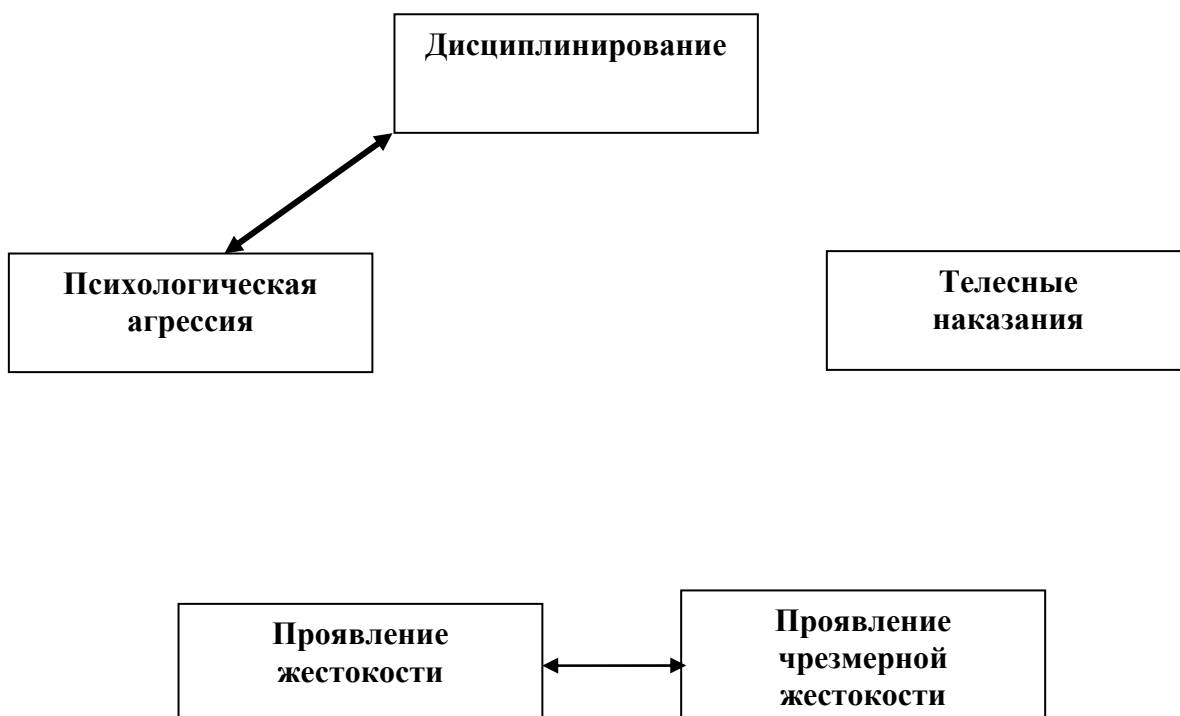 Дисциплинирование
Психологическая
агрессия
Телесные
наказания
Проявление
жестокости
Проявление
чрезмерной
жестокости